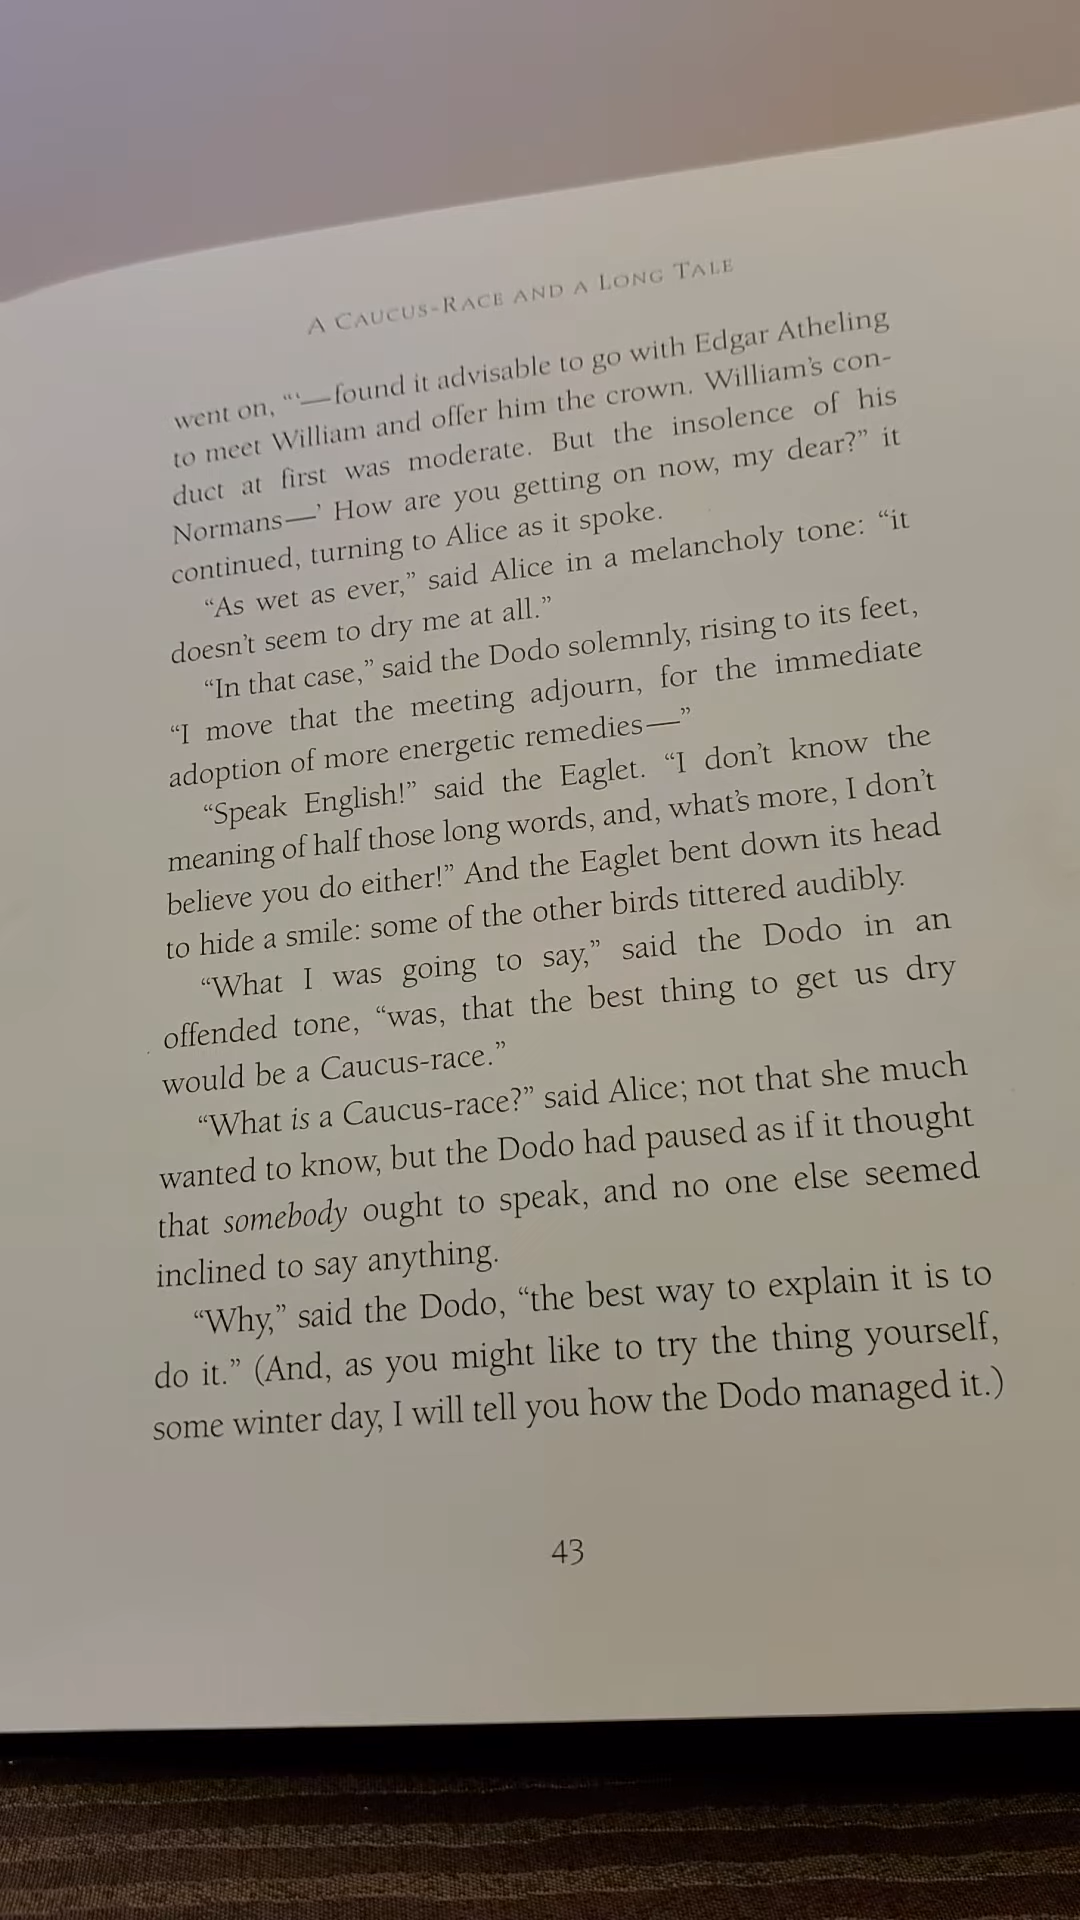 A Caucus-Race and a Long Tale
went on, “‘—found it advisable to go with Edgar Atheling
to meet William and offer him the crown. William’s con-
duct at first was moderate. But the insolence of his
Normans—’ How are you getting on now, my dear?” it
continued, turning to Alice as it spoke.
“As wet as ever,” said Alice in a melancholy tone: “it
doesn’t seem to dry me at all.”
“In that case,” said the Dodo solemnly, rising to its feet,
“I move that the meeting adjourn, for the immediate
adoption of more energetic remedies—”
“Speak English!” said the Eaglet. “I don’t know the
meaning of half those long words, and, what’s more, I don’t
believe you do either!” And the Eaglet bent down its head
to hide a smile: some of the other birds tittered audibly.
“What I was going to say,” said the Dodo in an
offended tone, “was, that the best thing to get us dry
would be a Caucus-race.”
“What is a Caucus-race?” said Alice; not that she much
wanted to know, but the Dodo had paused as if it thought
that somebody ought to speak, and no one else seemed
inclined to say anything.
“Why,” said the Dodo, “the best way to explain it is to
do it.” (And, as you might like to try the thing yourself,
some winter day, I will tell you how the Dodo managed it.)
43